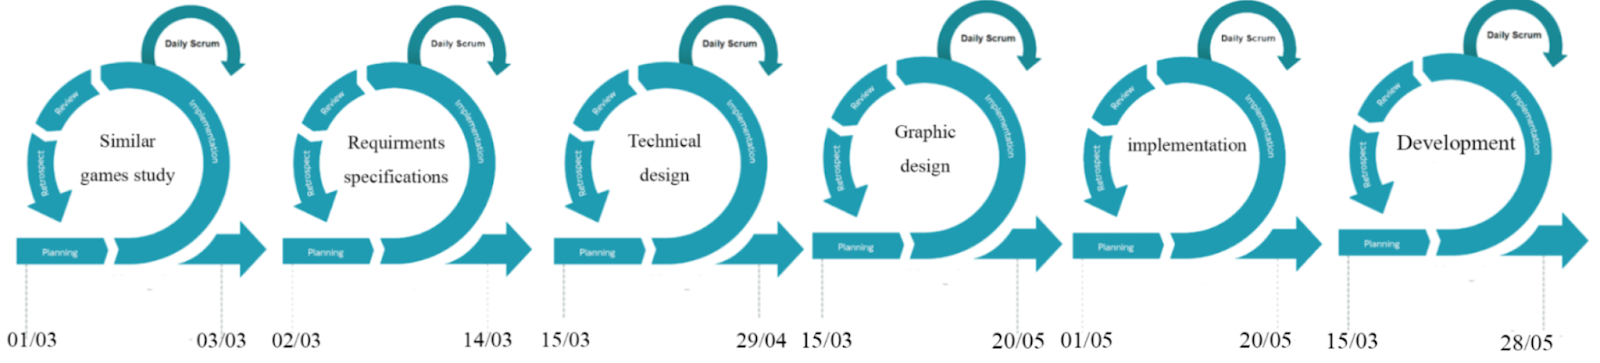 Daily Scrum
Review
Implementation
Retrospect
Similar
games study
Planning
01/03
03/03
Daily Scrum
Review
Implementation
Retrospect
Requirments
specifications
Planning
02/03
14/03
Daily Scrum
Review
Implementation
Retrospect
Technical
design
Planning
15/03
29/04
Daily Scrum
Review
Implementation
Retrospect
Graphic
design
Planning
15/03
20/05
Daily Scrum
Review
Implementation
Retrospect
implementation
Planning
01/05
20/05
Daily Scrum
Review
Implementation
Retrospect
Development
Planning
15/03
28/05